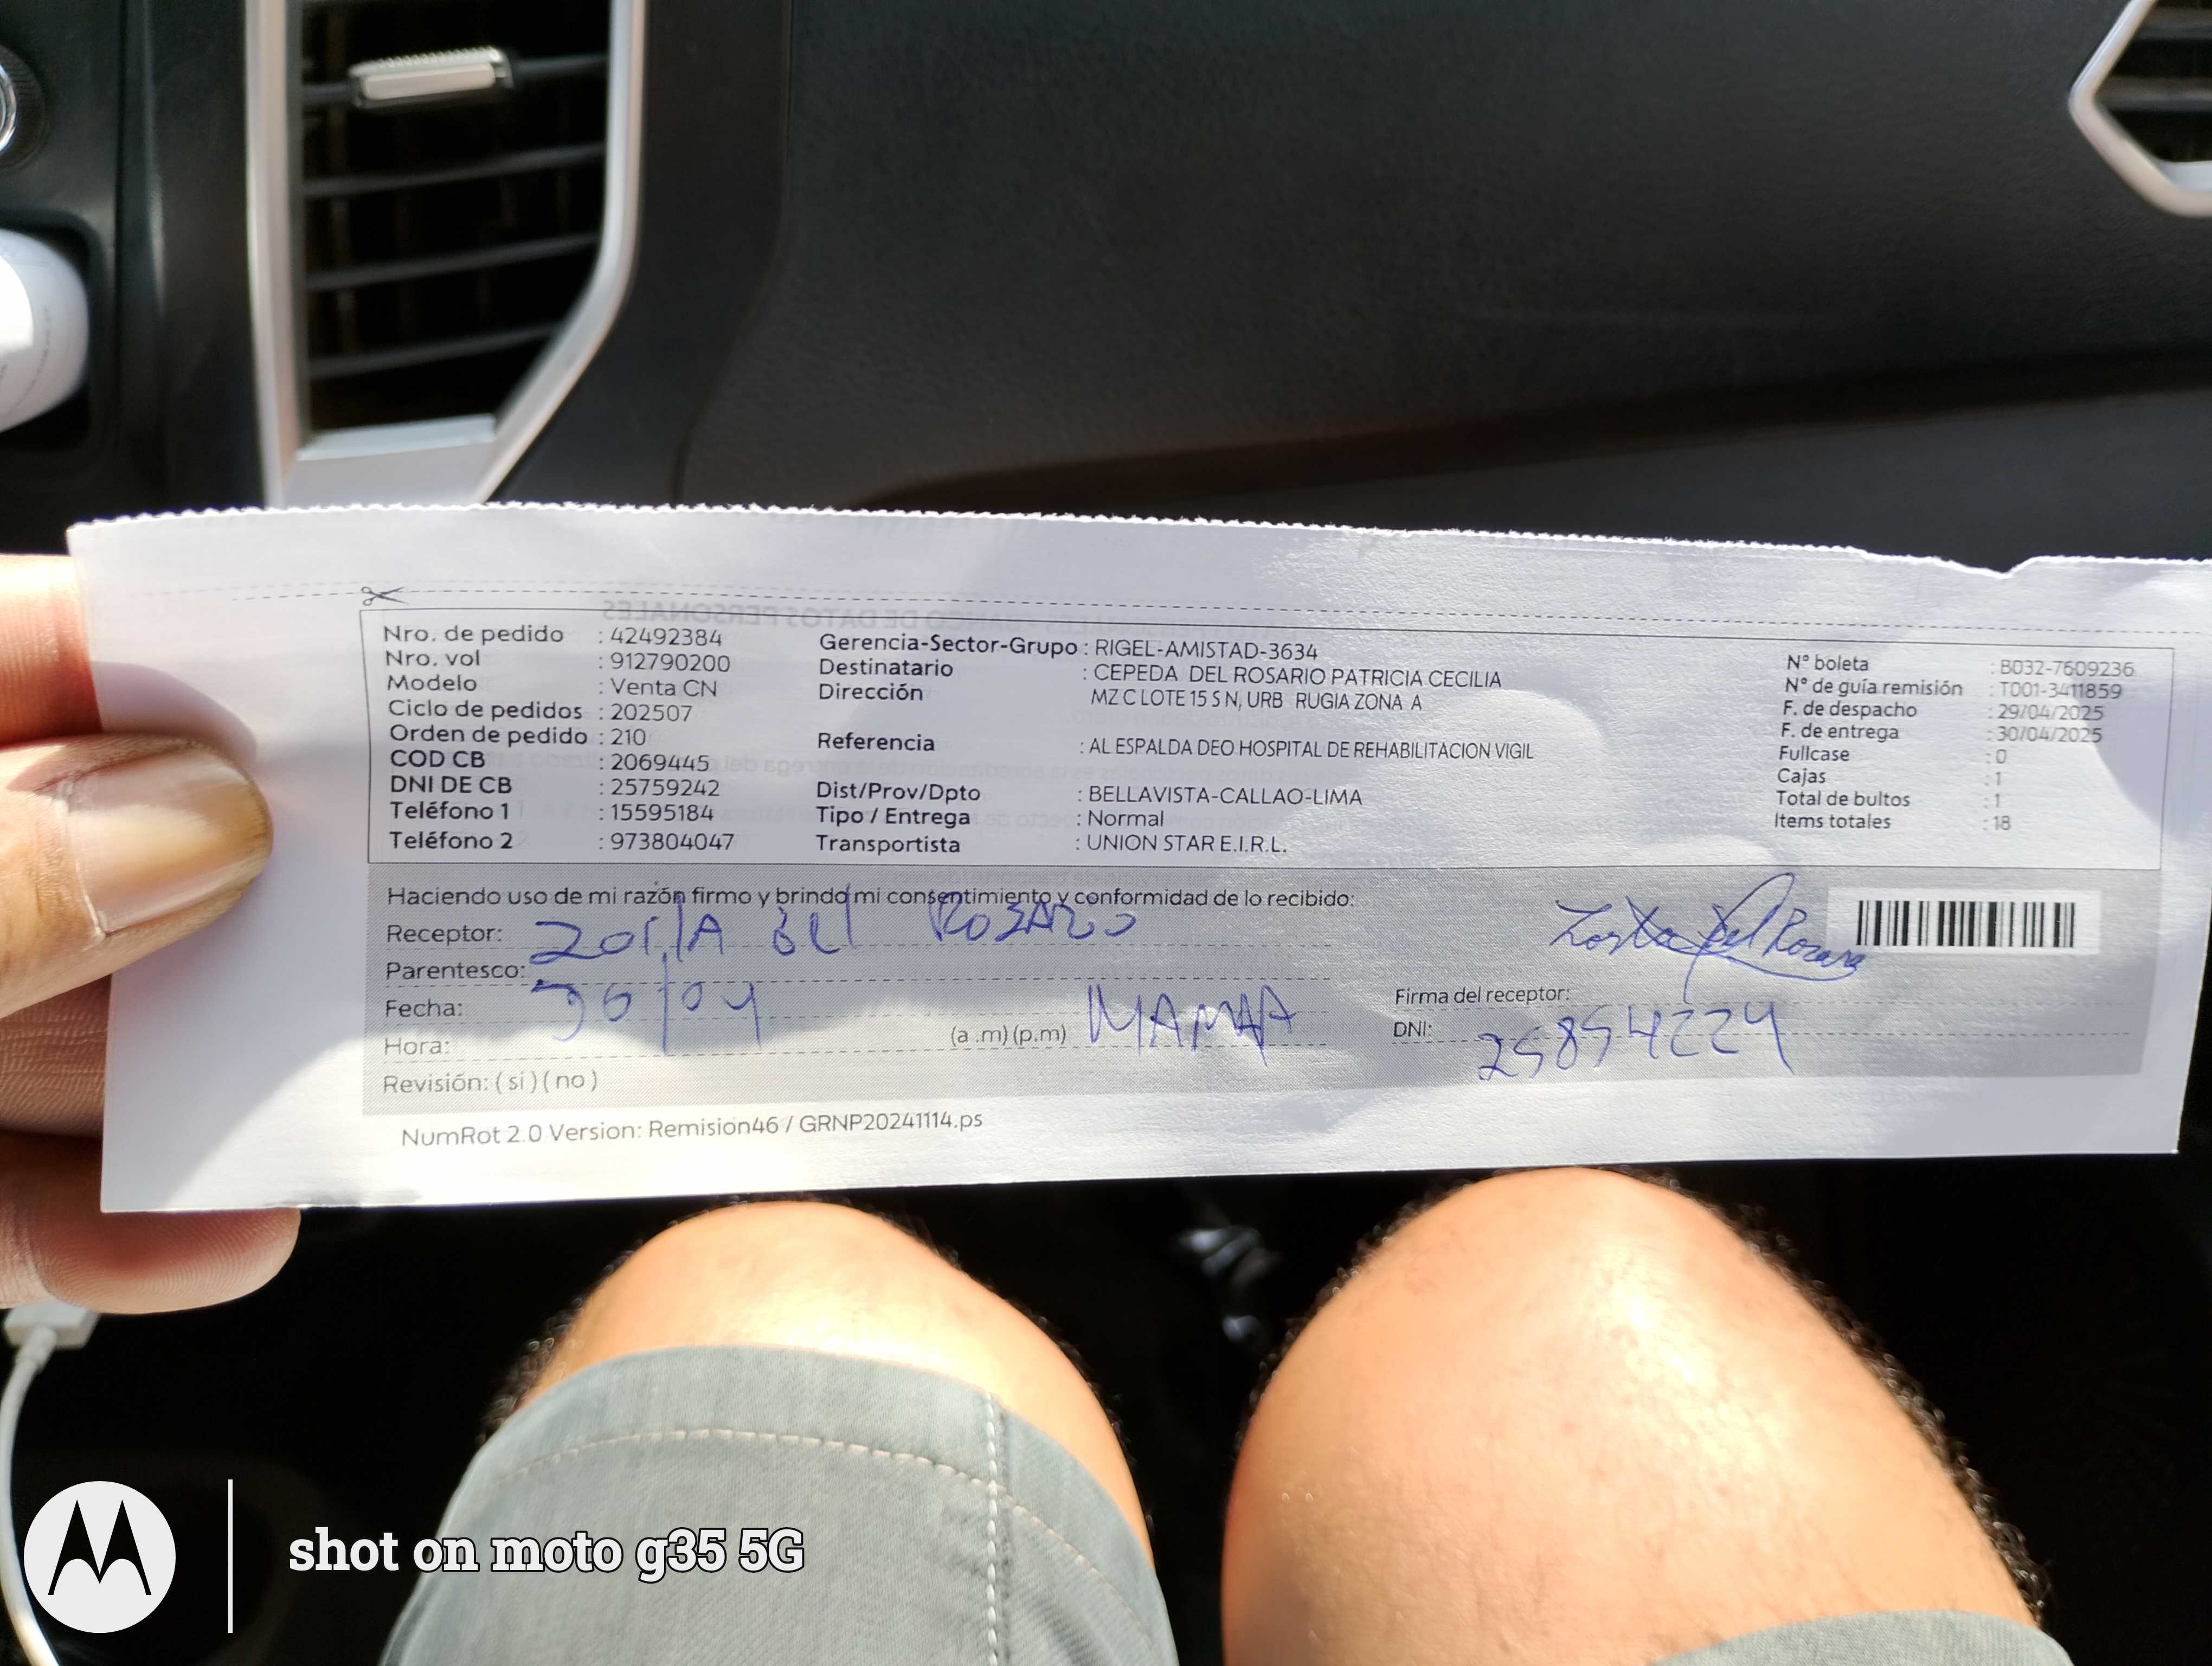 Nro. de pedido : 42492384
Nro. vol : 912790200
Modelo : Venta CN
Ciclo de pedidos : 202507
Orden de pedido : 210
COD CB : 2069445
DNI DE CB : 25759242
Teléfono 1 : 15595184
Teléfono 2 : 973804047
Gerencia-Sector-Grupo : RIGEL-AMISTAD-3634
Destinatario : CEPEDA DEL ROSARIO PATRICIA CECILIA
Dirección MZ C LOTE 15 S N, URB RUGIA ZONA A
Referencia : AL ESPALDA DEO HOSPITAL DE REHABILITACION VIGIL
Dist/Prov/Dpto : BELLAVISTA-CALLAO-LIMA
Tipo / Entrega : Normal
Transportista : UNION STAR E.I.R.L.
N° boleta : B032-7609236
N° de guía remisión : T001-3411859
F. de despacho : 29/04/2025
F. de entrega : 30/04/2025
Fullcase : 0
Cajas : 1
Total de bultos : 1
Items totales : 18
Haciendo uso de mi razón firmo y brindo mi consentimiento y conformidad de lo recibido:
Receptor: ZOILA del ROSARIO
Parentesco:
Fecha: 30/04
Hora: (a .m) (p.m) MAMA
Revisión: ( si ) ( no )
Firma del receptor:
DNI: 25854224
NumRot 2.0 Version: Remision46 / GRNP20241114.ps
shot on moto g35 5G